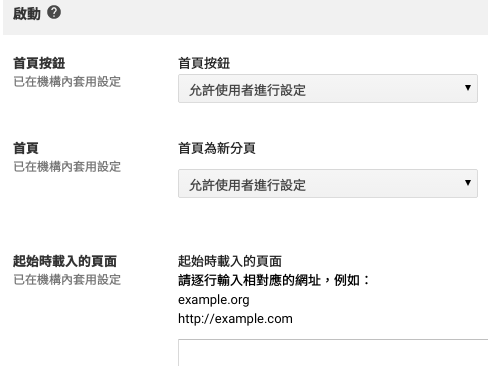 啟動
首頁按鈕
已在機構內套用設定
首頁按鈕
允許使用者進行設定
首頁
已在機構內套用設定
首頁為新分頁
允許使用者進行設定
起始時載入的頁面
已在機構內套用設定
起始時載入的頁面
請逐行輸入相對應的網址，例如：
example.org
http://example.com